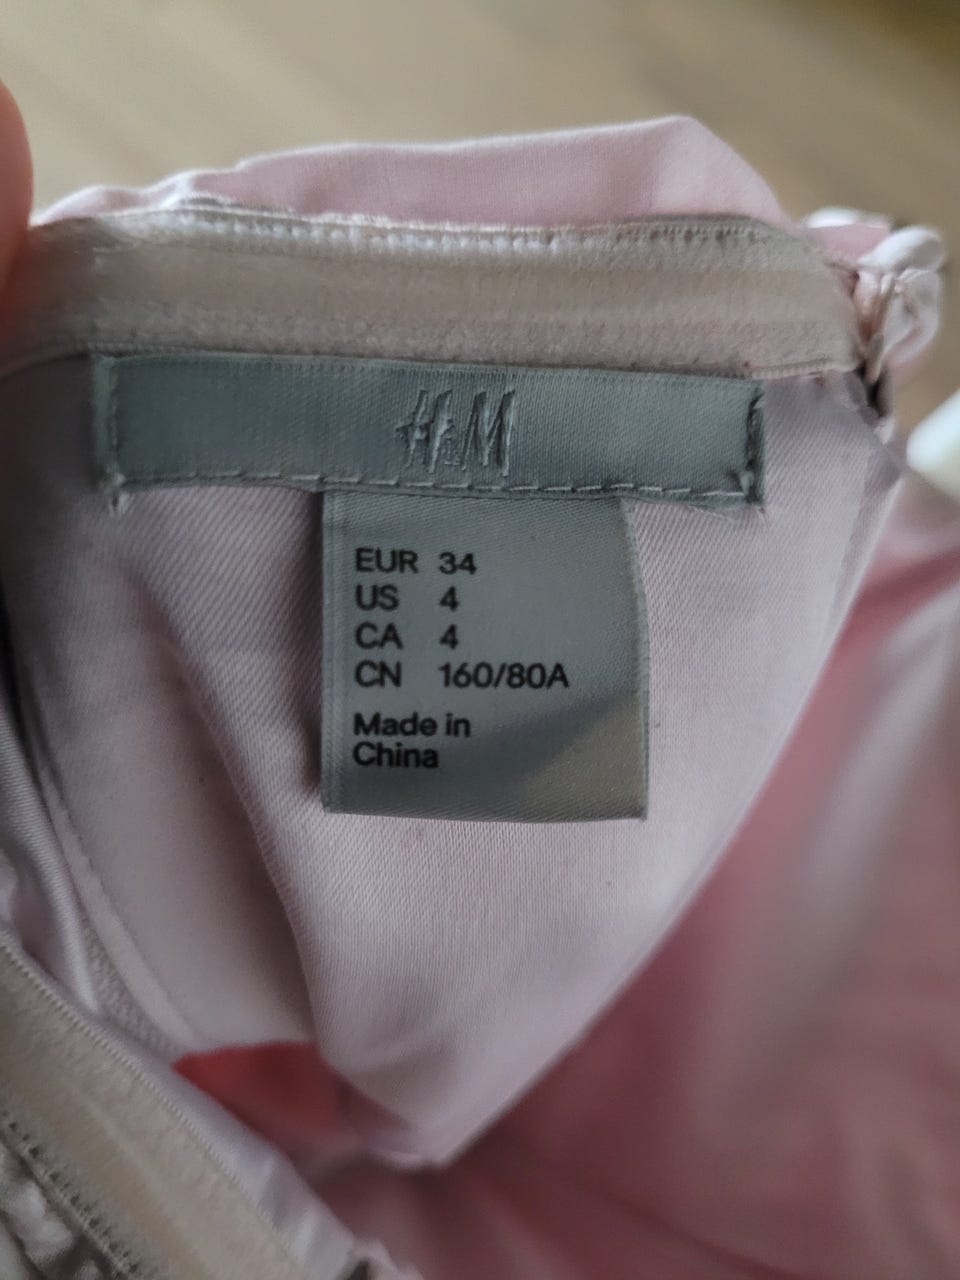 H&M
EUR 34
US 4
CA 4
CN 160/80A
Made in
China